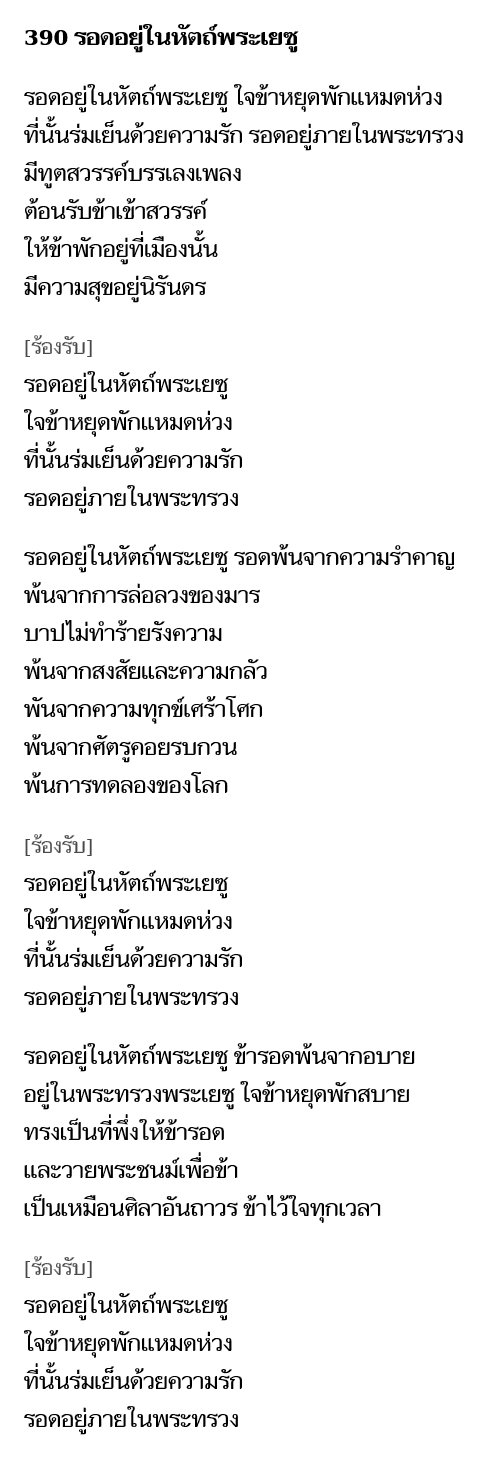 390 รอดอยู่ในหัตถ์พระเยซู
รอดอยู่ในหัตถ์พระเยซู ใจข้าหยุดพักแหมดห่วง
ที่นั้นร่มเย็นด้วยความรัก รอดอยู่ภายในพระทรวง
มีทูตสวรรค์บรรเลงเพลง
ต้อนรับข้าเข้าสวรรค์
ให้ข้าพักอยู่ที่เมืองนั้น
มีความสุขอยู่นิรันดร
[ร้องรับ]
รอดอยู่ในหัตถ์พระเยซู
ใจข้าหยุดพักแหมดห่วง
ที่นั้นร่มเย็นด้วยความรัก
รอดอยู่ภายในพระทรวง
รอดอยู่ในหัตถ์พระเยซู รอดพ้นจากความรำคาญ
พ้นจากการล่อลวงของมาร
บาปไม่ทำร้ายรังความ
พ้นจากสงสัยและความกลัว
พันจากความทุกข์เศร้าโศก
พ้นจากศัตรูคอยรบกวน
พ้นการทดลองของโลก
[ร้องรับ]
รอดอยู่ในหัตถ์พระเยซู
ใจข้าหยุดพักแหมดห่วง
ที่นั้นร่มเย็นด้วยความรัก
รอดอยู่ภายในพระทรวง
รอดอยู่ในหัตถ์พระเยซู ข้ารอดพ้นจากอบาย
อยู่ในพระทรวงพระเยซู ใจข้าหยุดพักสบาย
ทรงเป็นที่พึ่งให้ข้ารอด
และวายพระชนม์เพื่อข้า
เป็นเหมือนศิลาอันถาวร ข้าไว้ใจทุกเวลา
[ร้องรับ]
รอดอยู่ในหัตถ์พระเยซู
ใจข้าหยุดพักแหมดห่วง
ที่นั้นร่มเย็นด้วยความรัก
รอดอยู่ภายในพระทรวง